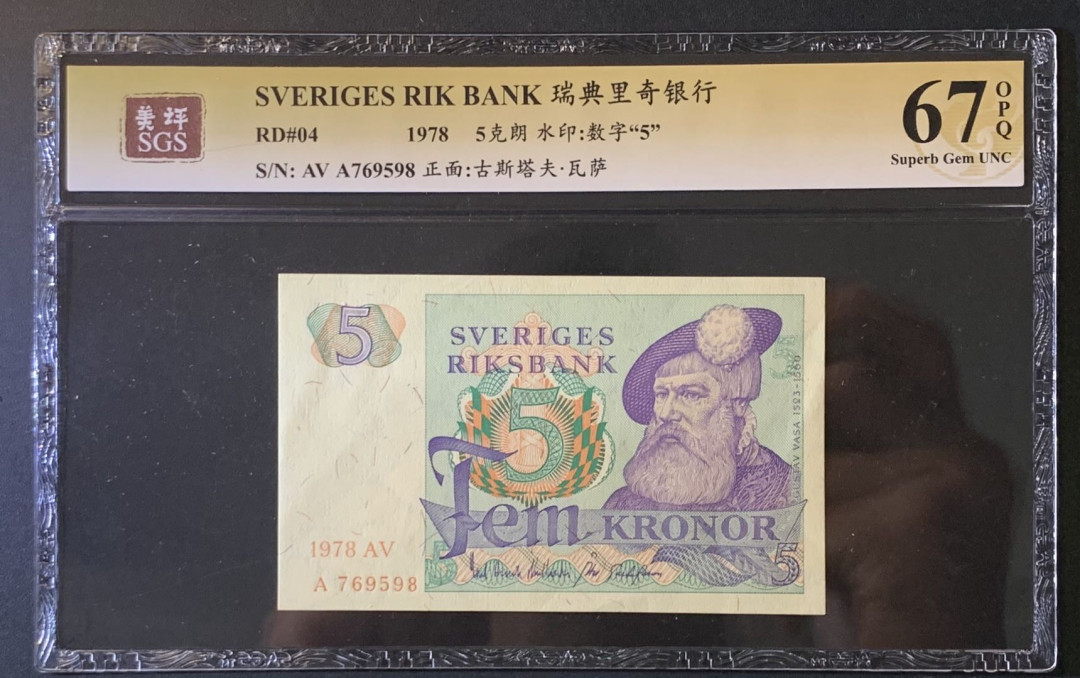 美评
SGS
SVERIGES RIK BANK 瑞典里奇银行
RD#04 1978 5克朗 水印:数字“5”
S/N: AV A769598 正面:古斯塔夫·瓦萨
67 OPQ
Superb Gem UNC
5
SVERIGES
RIKSBANK
5
GUSTAV VASA 1523-1560
Fem KRONOR
1978 AV
A 769598
5